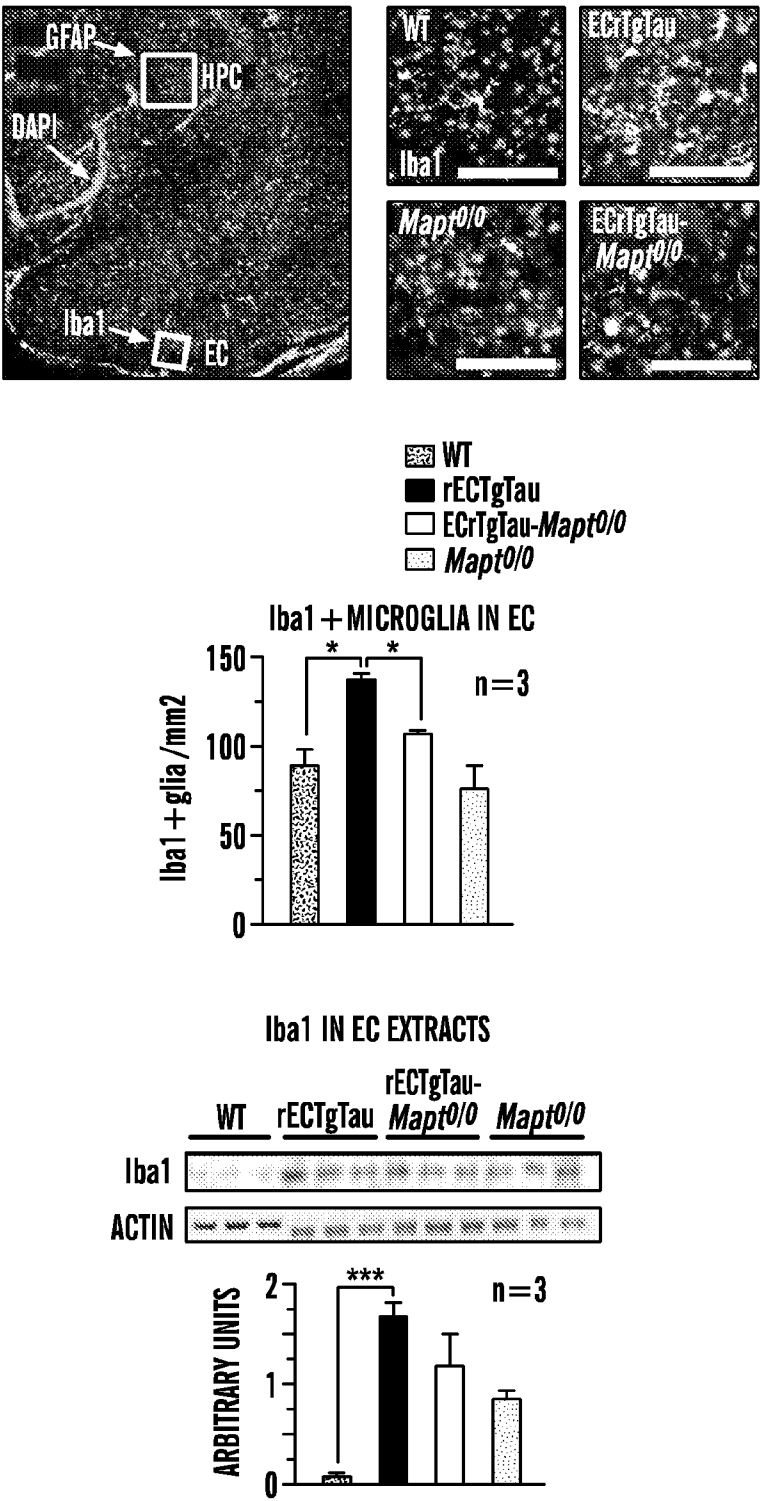 GFAP
HPC
DAPI
Iba1
EC
WT
Iba1
ECrTgTau
Mapt0/0
ECrTgTau-
Mapt0/0
WT
rECTgTau
ECrTgTau-Mapt0/0
Mapt0/0
Iba1+MICROGLIA IN EC
* *
n=3
Iba1+glia/mm2
150
100
50
0
Iba1 IN EC EXTRACTS
WT
rECTgTau
rECTgTau-
Mapt0/0
Mapt0/0
Iba1
ACTIN
***
n=3
ARBITRARY UNITS
2
1
0